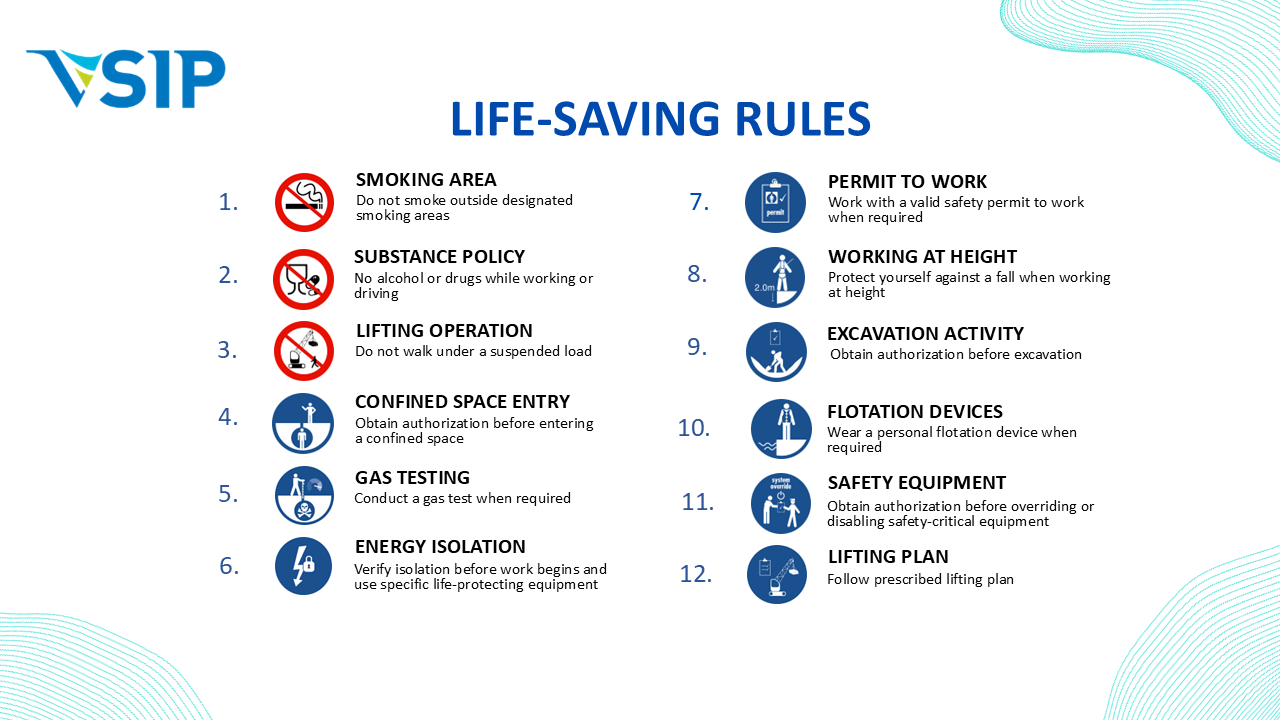 VSIP
LIFE-SAVING RULES
1.
SMOKING AREA
Do not smoke outside designated
smoking areas
2.
SUBSTANCE POLICY
No alcohol or drugs while working or
driving
3.
LIFTING OPERATION
Do not walk under a suspended load
4.
CONFINED SPACE ENTRY
Obtain authorization before entering
a confined space
5.
GAS TESTING
Conduct a gas test when required
6.
ENERGY ISOLATION
Verify isolation before work begins and
use specific life-protecting equipment
7.
permit
PERMIT TO WORK
Work with a valid safety permit to work
when required
8.
2.0m
WORKING AT HEIGHT
Protect yourself against a fall when working
at height
9.
EXCAVATION ACTIVITY
Obtain authorization before excavation
10.
FLOTATION DEVICES
Wear a personal flotation device when
required
11.
system
override
SAFETY EQUIPMENT
Obtain authorization before overriding or
disabling safety-critical equipment
12.
LIFTING PLAN
Follow prescribed lifting plan